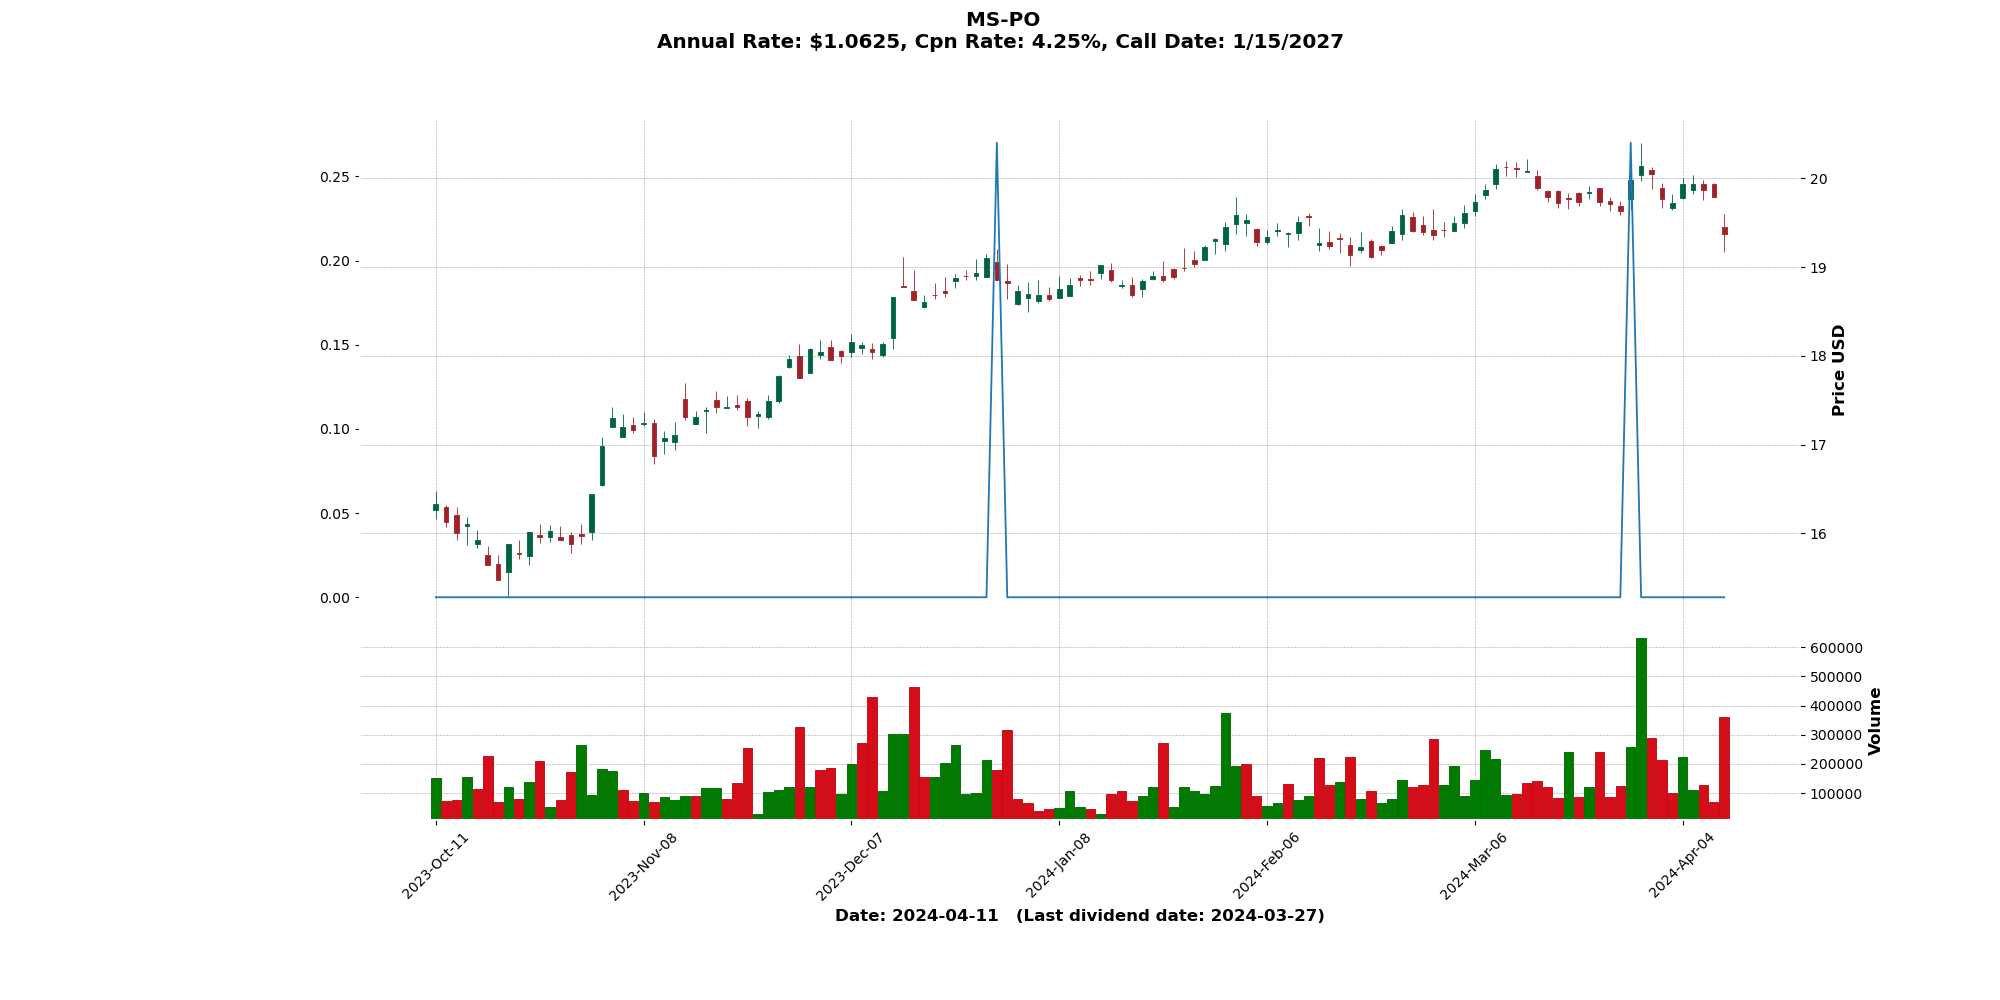 MS-PO
Annual Rate: $1.0625, Cpn Rate: 4.25%, Call Date: 1/15/2027
0.25
0.20
0.15
0.10
0.05
0.00
20
19
18
17
16
Price USD
600000
500000
400000
300000
200000
100000
Volume
2023-Oct-11
2023-Nov-08
2023-Dec-07
2024-Jan-08
2024-Feb-06
2024-Mar-06
2024-Apr-04
Date: 2024-04-11 (Last dividend date: 2024-03-27)